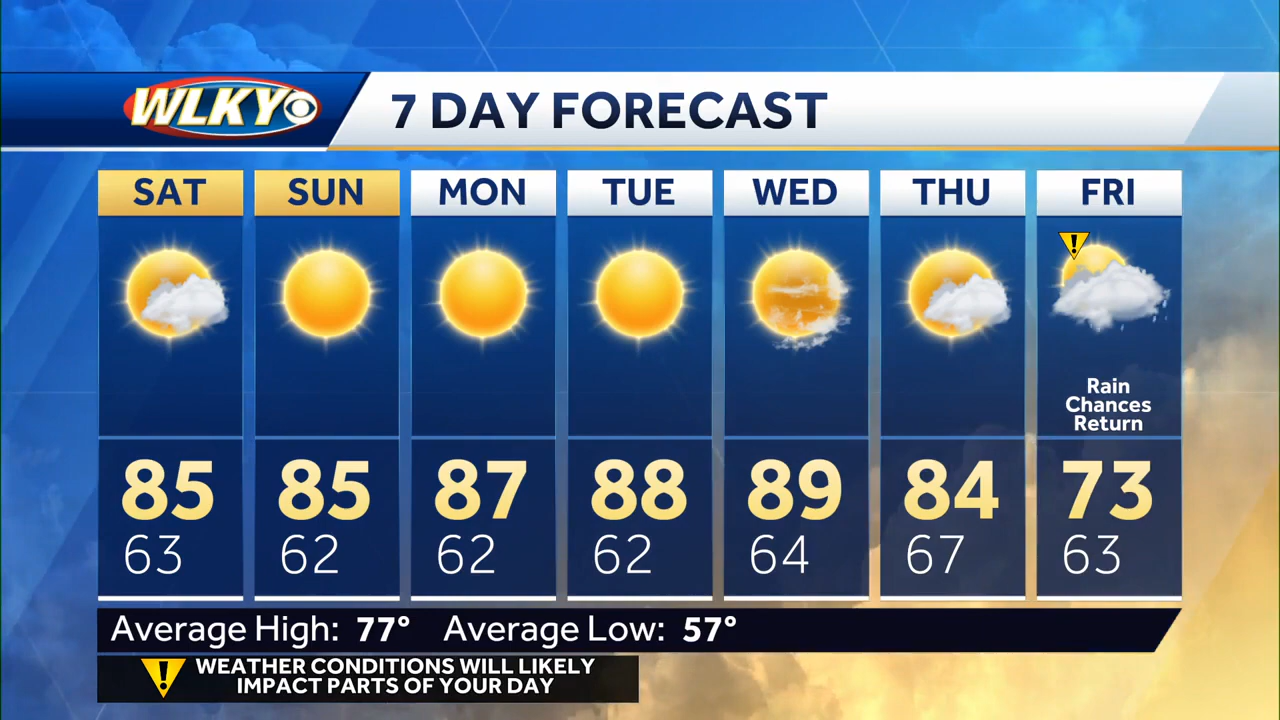 WLKY
7 DAY FORECAST
SAT SUN MON TUE WED THU FRI
!
Rain
Chances
Return
85 85 87 88 89 84 73
63 62 62 62 64 67 63
Average High: 77° Average Low: 57°
! WEATHER CONDITIONS WILL LIKELY
IMPACT PARTS OF YOUR DAY